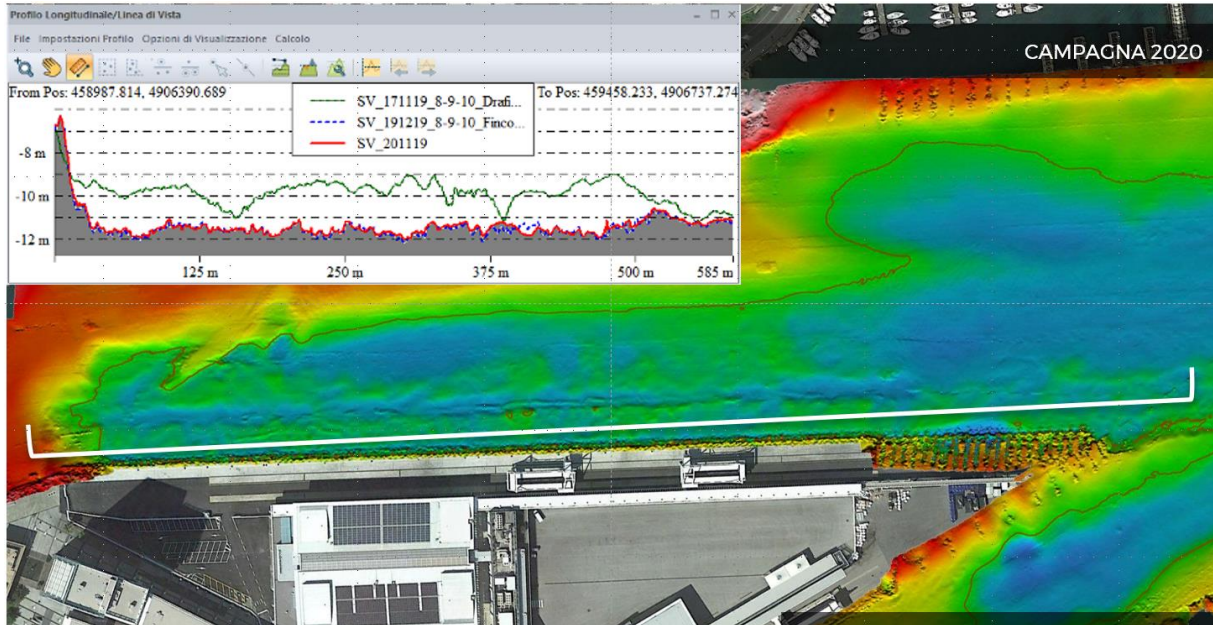 Profilo Longitudinale/Linea di Vista
File Impostazioni Profilo Opzioni di Visualizzazione Calcolo
From Pos: 458987.814, 4906390.689
To Pos: 459458.233, 4906737.274
SV_171119_8-9-10_Drafi...
SV_191219_8-9-10_Finco...
SV_201119
-8 m
-10 m
-12 m
125 m 250 m 375 m 500 m 585 m
CAMPAGNA 2020